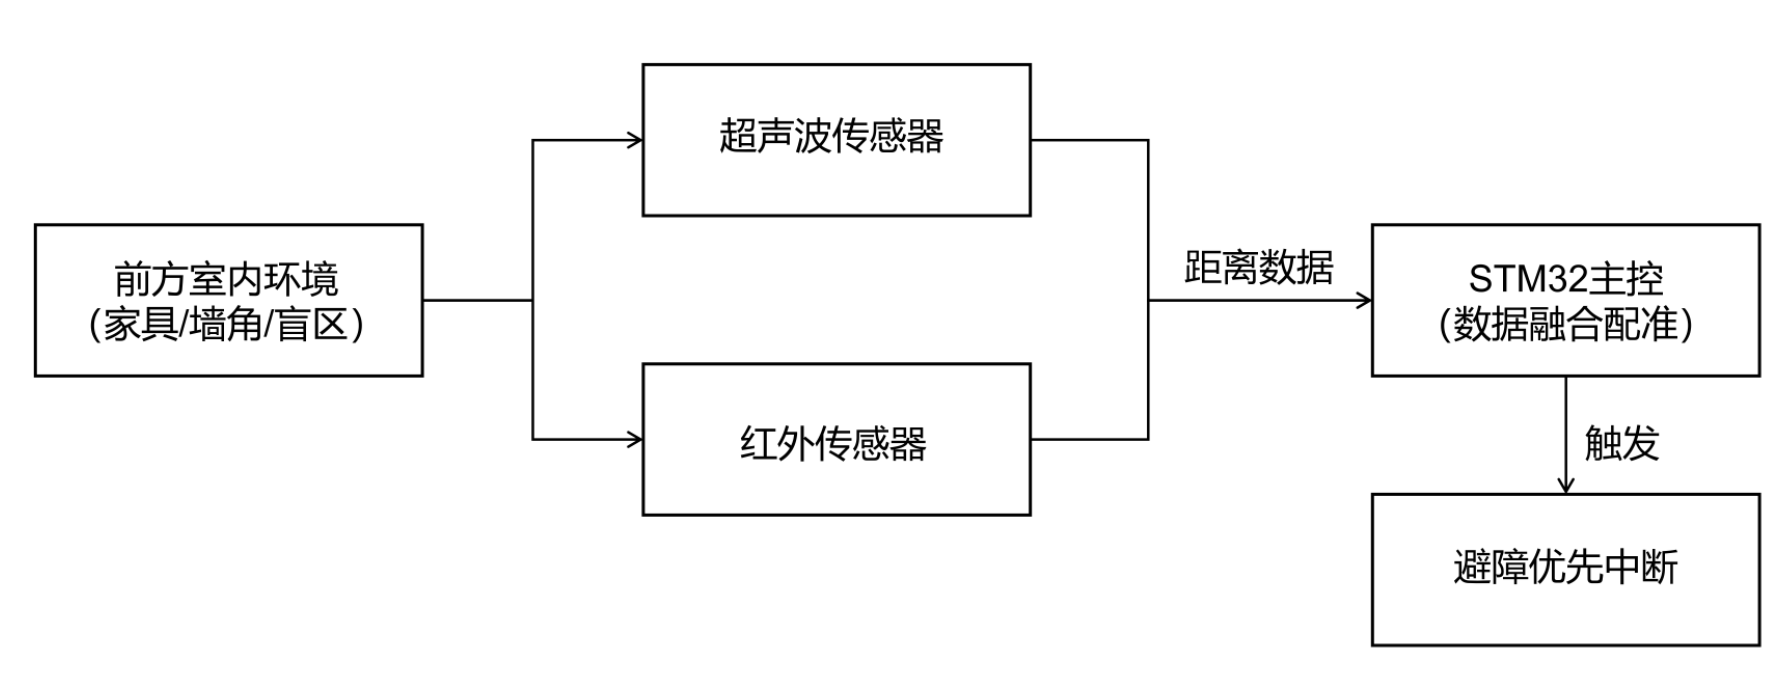 超声波传感器
前方室内环境
（家具/墙角/盲区）
距离数据
STM32主控
（数据融合配准）
红外传感器
触发
避障优先中断